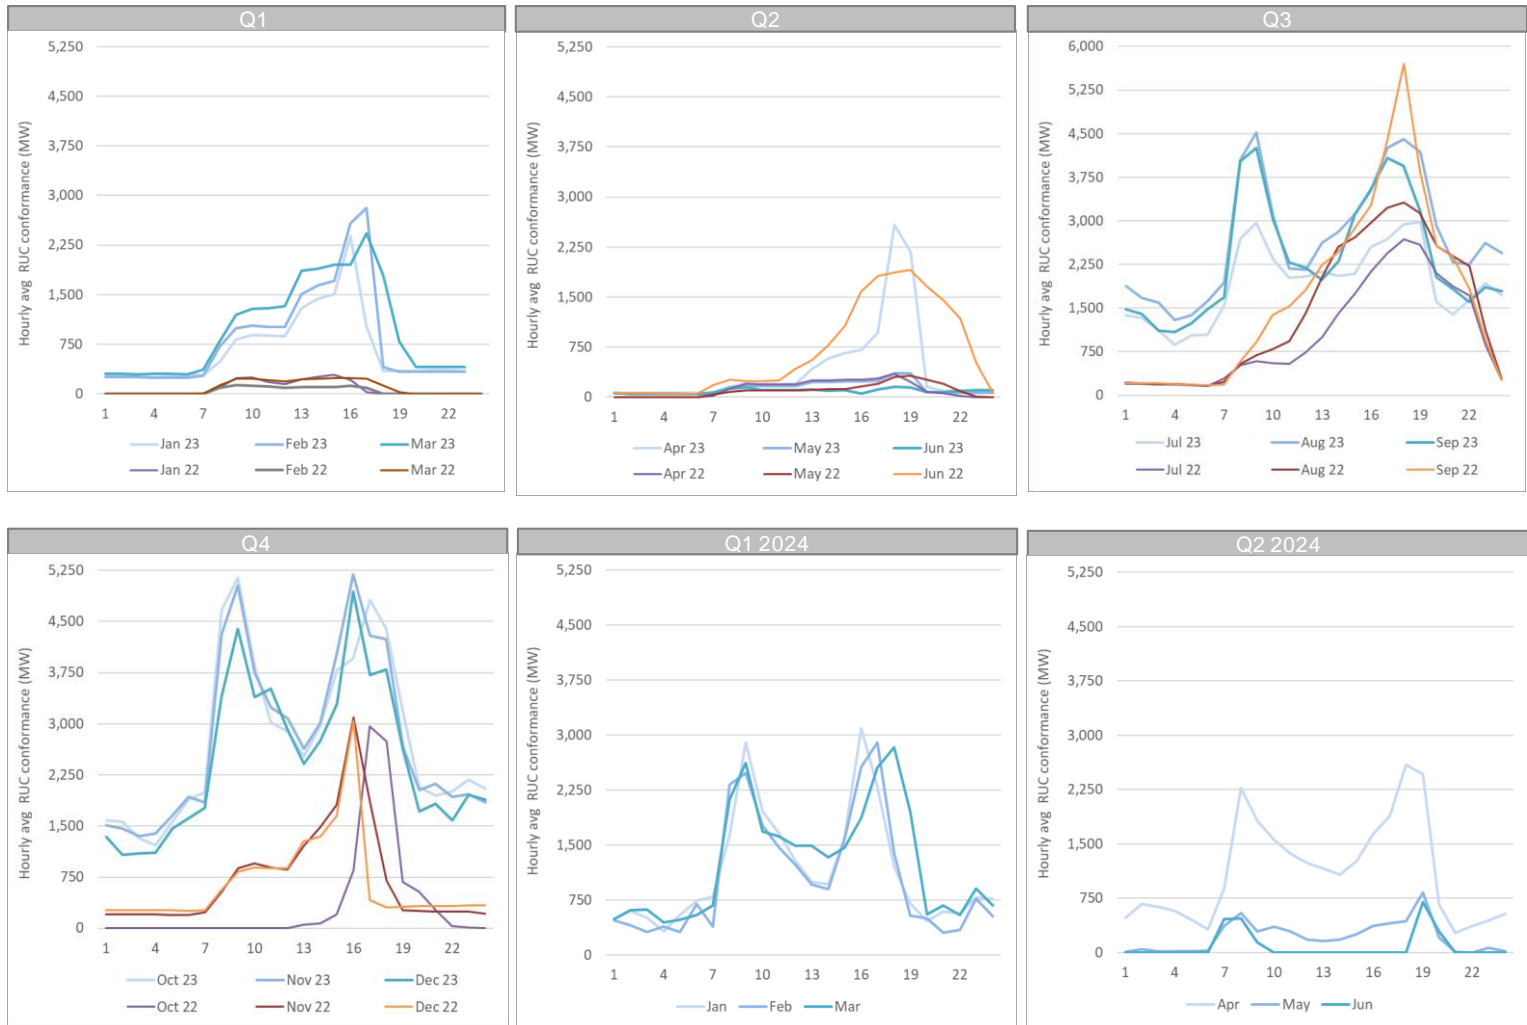 Q1
5,250
4,500
3,750
3,000
2,250
1,500
750
0
Hourly avg RUC conformance (MW)
1 4 7 10 13 16 19 22
Jan 23 Feb 23 Mar 23
Jan 22 Feb 22 Mar 22
Q2
5,250
4,500
3,750
3,000
2,250
1,500
750
0
Hourly avg RUC conformance (MW)
1 4 7 10 13 16 19 22
Apr 23 May 23 Jun 23
Apr 22 May 22 Jun 22
Q3
6,000
5,250
4,500
3,750
3,000
2,250
1,500
750
0
Hourly avg RUC conformance (MW)
1 4 7 10 13 16 19 22
Jul 23 Aug 23 Sep 23
Jul 22 Aug 22 Sep 22
Q4
5,250
4,500
3,750
3,000
2,250
1,500
750
0
Hourly avg RUC conformance (MW)
1 4 7 10 13 16 19 22
Oct 23 Nov 23 Dec 23
Oct 22 Nov 22 Dec 22
Q1 2024
5,250
4,500
3,750
3,000
2,250
1,500
750
0
Hourly avg RUC conformance (MW)
1 4 7 10 13 16 19 22
Jan Feb Mar
Q2 2024
5,250
4,500
3,750
3,000
2,250
1,500
750
0
Hourly avg RUC conformance (MW)
1 4 7 10 13 16 19 22
Apr May Jun